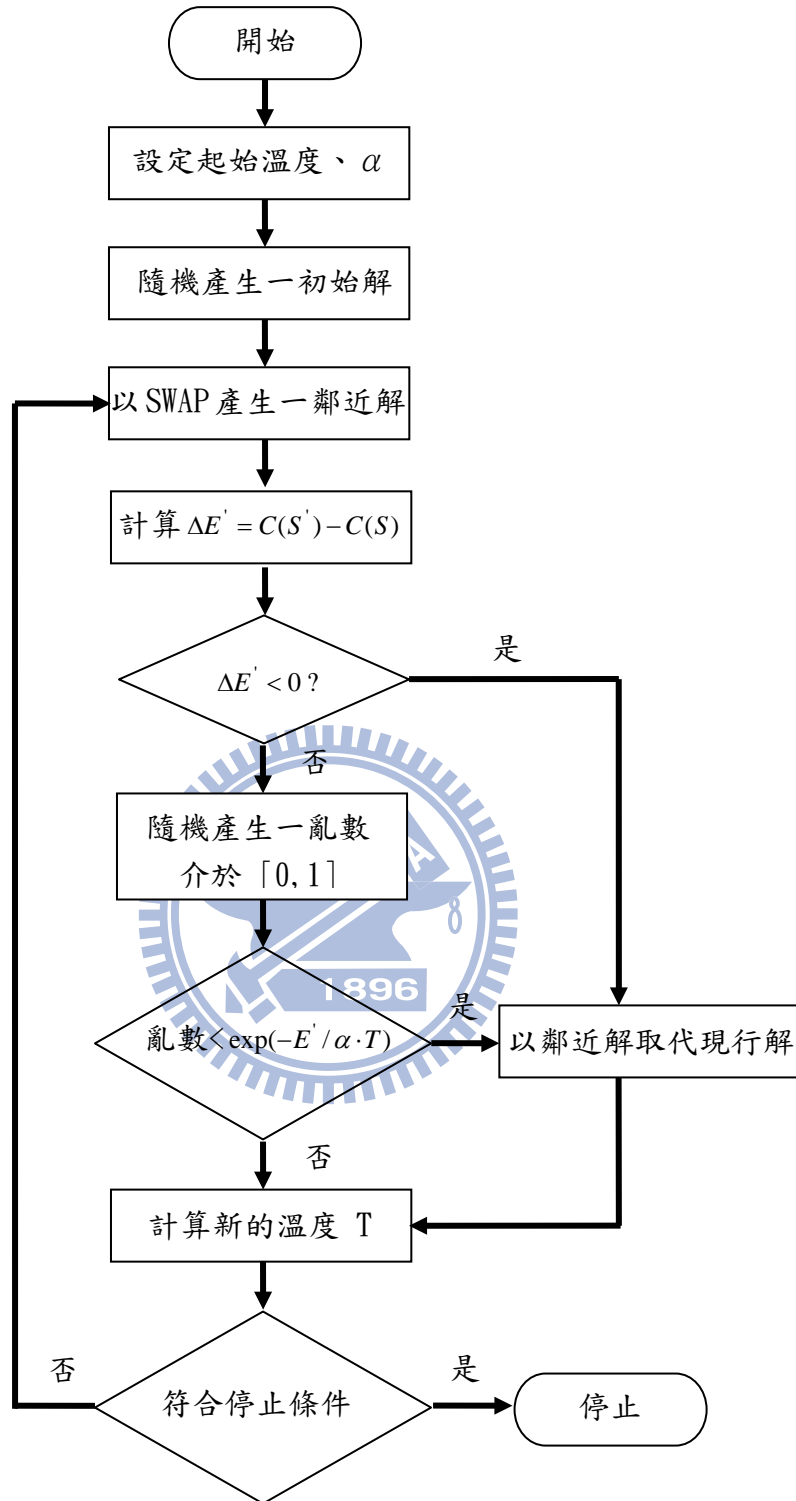 開始
設定起始溫度、α
隨機產生一初始解
以SWAP產生一鄰近解
計算 ΔE' = C(S') − C(S)
ΔE' < 0 ?
是
否
隨機產生一亂數
介於 [0,1]
1896
亂數< exp(−E' / α · T)
是
以鄰近解取代現行解
否
計算新的溫度 T
否
符合停止條件
是
停止